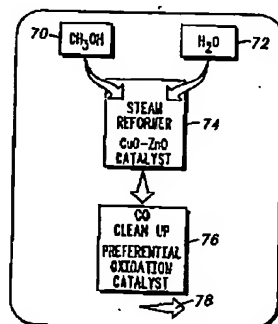 70
CH3OH
H2O
72
STEAM
REFORMER
CuO-ZnO
CATALYST
74
CO
CLEAN UP
PREFERENTIAL
OXIDATION
CATALYST
76
78